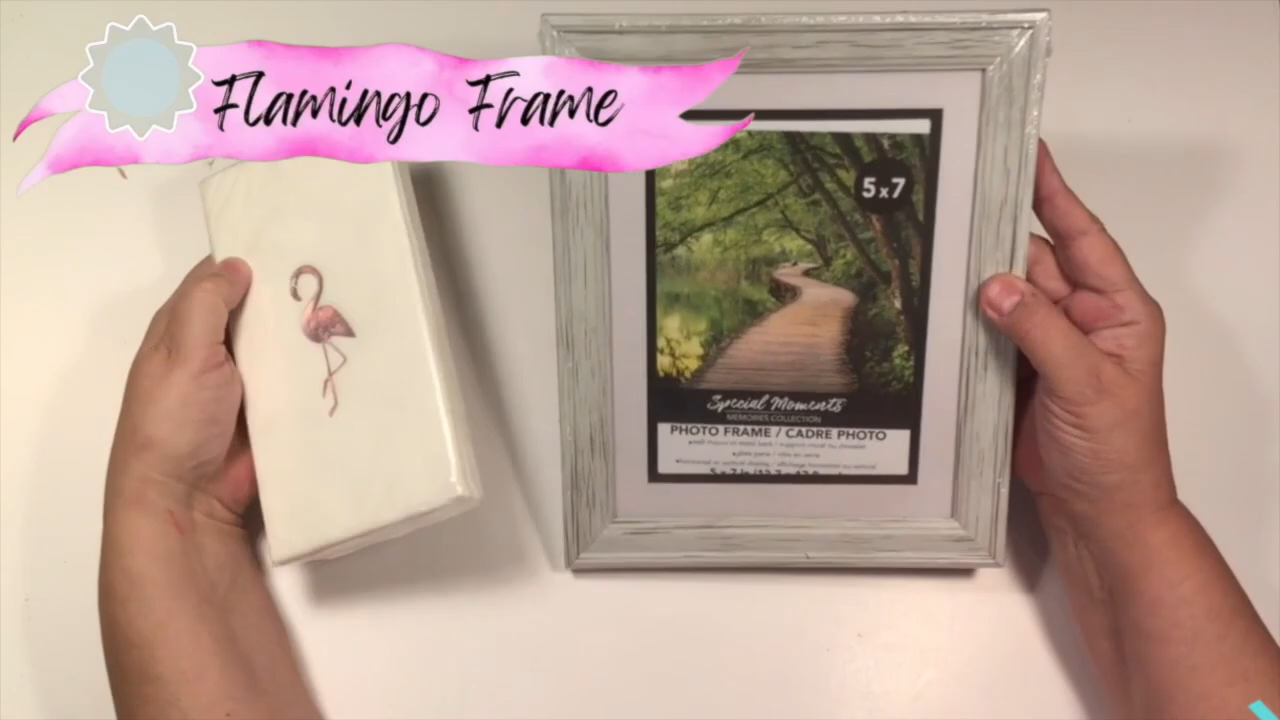 Flamingo Frame
5x7
Special Moments
MEMORIES COLLECTION
PHOTO FRAME / CADRE PHOTO